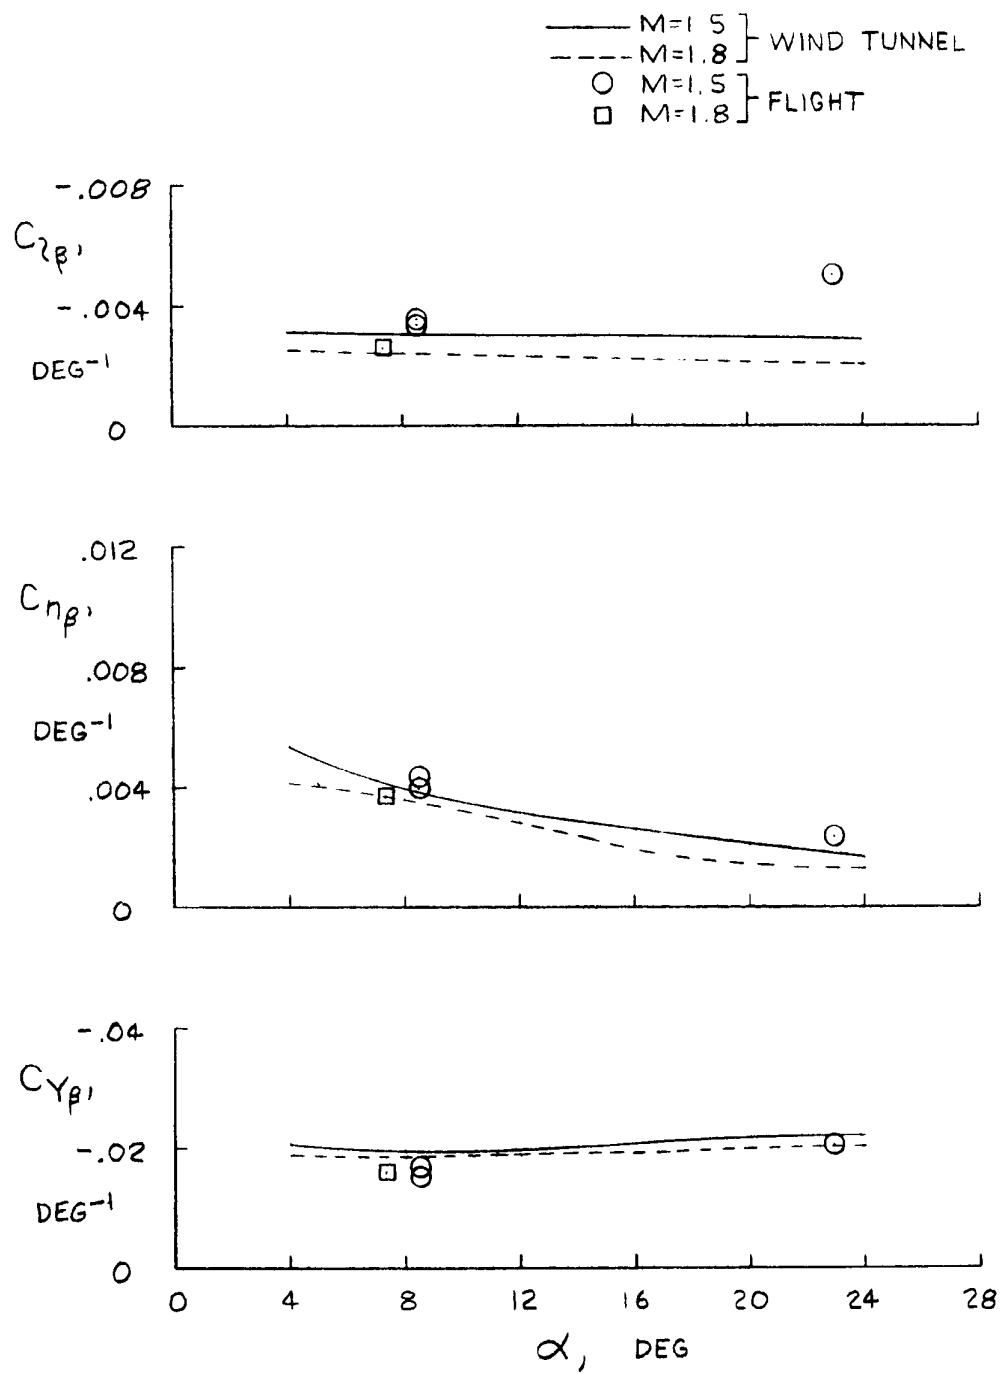 M=1 5
M=1.8
WIND TUNNEL
M=1.5
M=1.8
FLIGHT
-.008
Clβ,
-.004
DEG-1
0
.012
Cnβ,
.008
DEG-1
.004
0
-.04
CYβ,
-.02
DEG-1
0
0 4 8 12 16 20 24 28
α, DEG